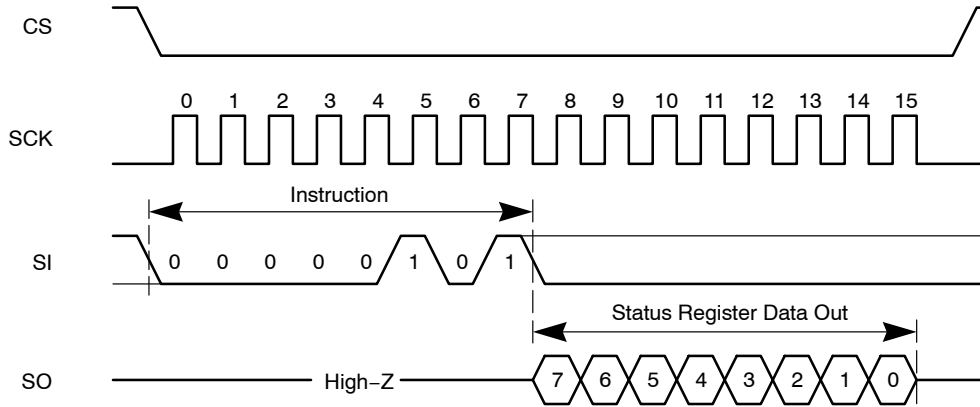 CS
0 1 2 3 4 5 6 7 8 9 10 11 12 13 14 15
SCK
Instruction
SI 0 0 0 0 0 1 0 1
Status Register Data Out
SO High−Z 7 6 5 4 3 2 1 0